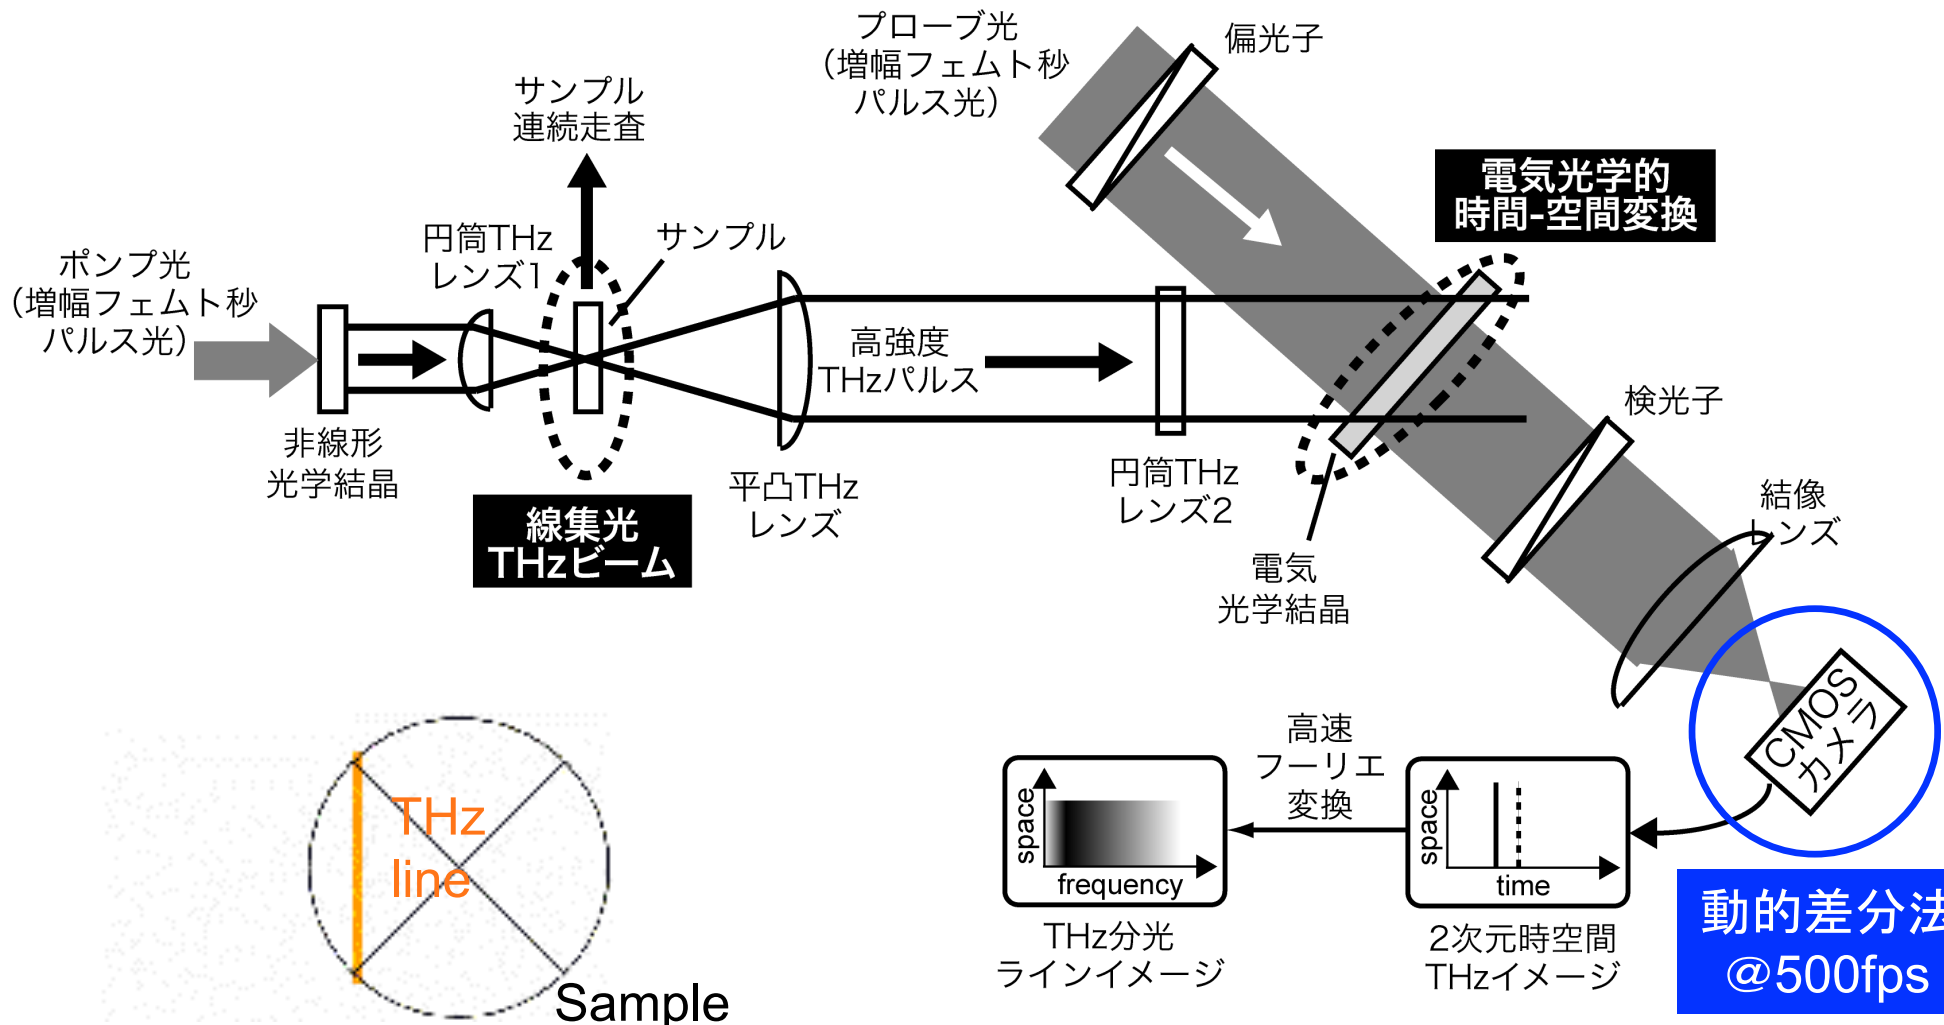 プローブ光
（増幅フェムト秒
パルス光）
偏光子
サンプル
連続走査
電気光学的
時間-空間変換
円筒THz
レンズ1
サンプル
ポンプ光
（増幅フェムト秒
パルス光）
高強度
THzパルス
検光子
非線形
光学結晶
線集光
THzビーム
平凸THz
レンズ
円筒THz
レンズ2
結像
レンズ
電気
光学結晶
CMOS
カメラ
高速
フーリエ
変換
space
frequency
space
time
THz
line
Sample
THz分光
ラインイメージ
2次元時空間
THzイメージ
動的差分法
@500fps